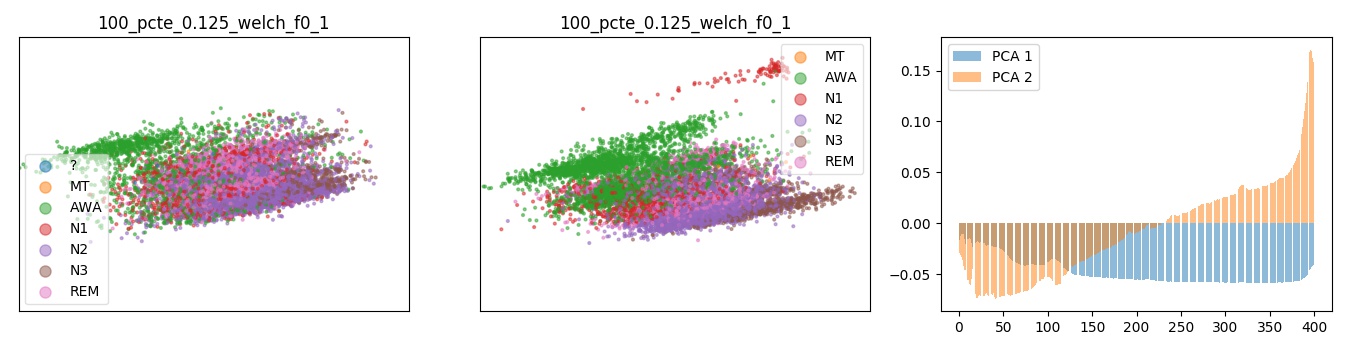 100_pcte_0.125_welch_f0_1
?
MT
AWA
N1
N2
N3
REM
100_pcte_0.125_welch_f0_1
MT
AWA
N1
N2
N3
REM
PCA 1
PCA 2
0.15
0.10
0.05
0.00
−0.05
0 50 100 150 200 250 300 350 400